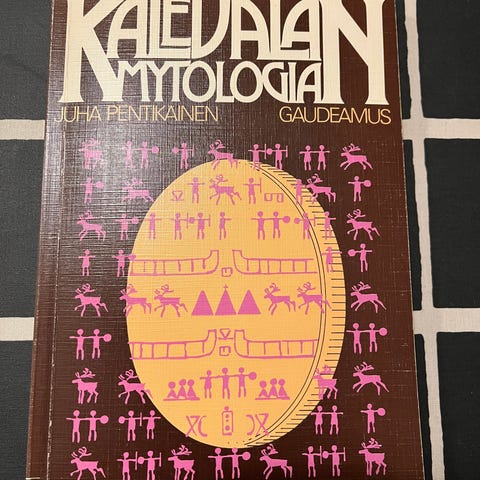 KALEVALAN
MYTOLOGIA
JUHA PENTIKÄINEN GAUDEAMUS